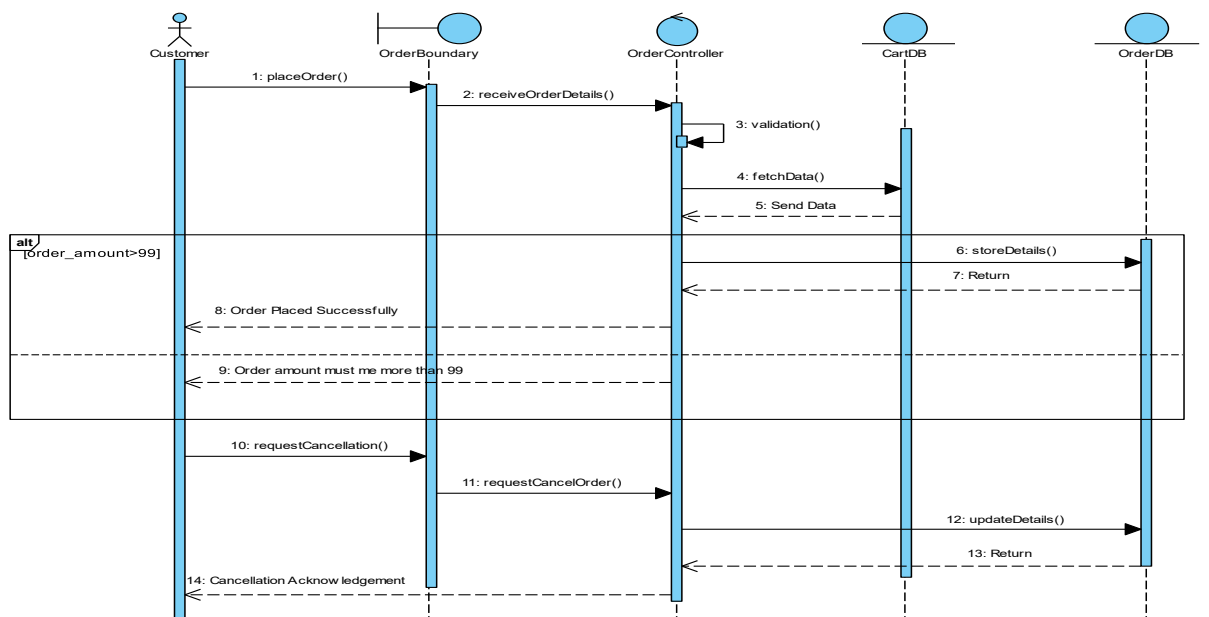 Customer
OrderBoundary
OrderController
CartDB
OrderDB
1: placeOrder()
2: receiveOrderDetails()
3: validation()
4: fetchData()
5: Send Data
alt
[order_amount>99]
6: storeDetails()
7: Return
8: Order Placed Successfully
9: Order amount must me more than 99
10: requestCancellation()
11: requestCancelOrder()
12: updateDetails()
13: Return
14: Cancellation Acknowledgement